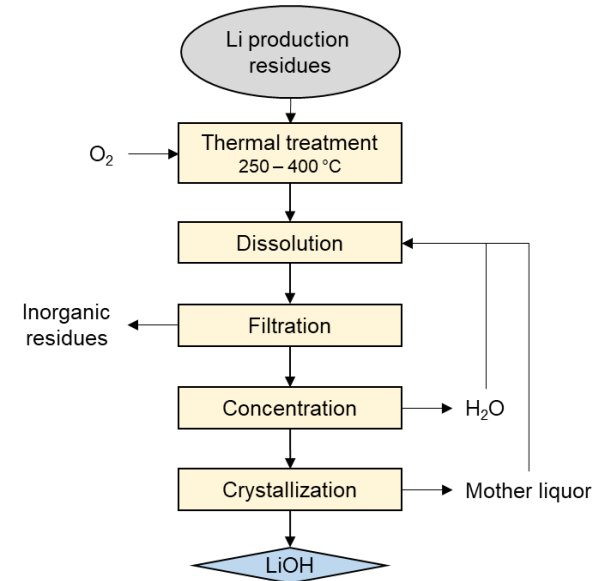 Li production
residues
Thermal treatment
250 – 400 °C
O₂
Dissolution
Inorganic
residues
Filtration
Concentration
H₂O
Crystallization
Mother liquor
LiOH